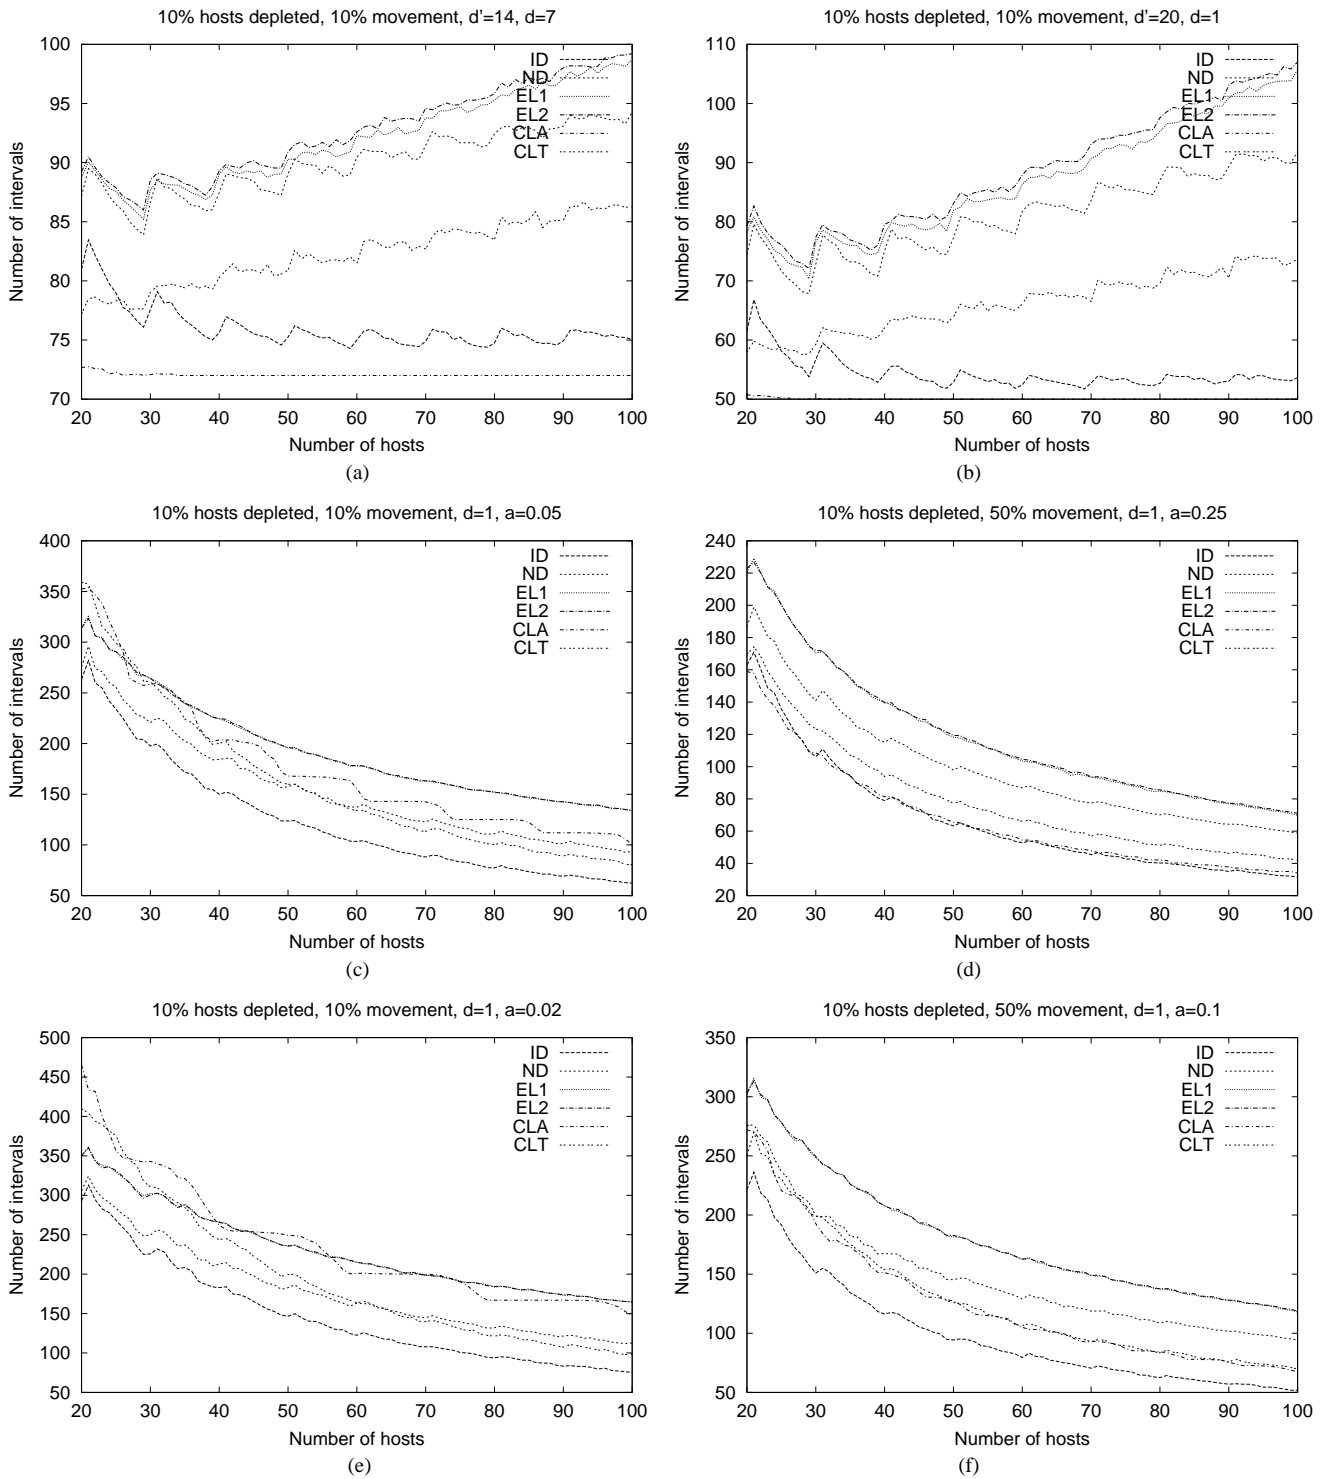 10% hosts depleted, 10% movement, d'=14, d=7
100
95
90
85
80
75
70
Number of intervals
ID
ND
EL1
EL2
CLA
CLT
20 30 40 50 60 70 80 90 100
Number of hosts
(a)
10% hosts depleted, 10% movement, d'=20, d=1
110
100
90
80
70
60
50
Number of intervals
ID
ND
EL1
EL2
CLA
CLT
20 30 40 50 60 70 80 90 100
Number of hosts
(b)
10% hosts depleted, 10% movement, d=1, a=0.05
400
350
300
250
200
150
100
50
Number of intervals
ID
ND
EL1
EL2
CLA
CLT
20 30 40 50 60 70 80 90 100
Number of hosts
(c)
10% hosts depleted, 50% movement, d=1, a=0.25
240
220
200
180
160
140
120
100
80
60
40
20
Number of intervals
ID
ND
EL1
EL2
CLA
CLT
20 30 40 50 60 70 80 90 100
Number of hosts
(d)
10% hosts depleted, 10% movement, d=1, a=0.02
500
450
400
350
300
250
200
150
100
50
Number of intervals
ID
ND
EL1
EL2
CLA
CLT
20 30 40 50 60 70 80 90 100
Number of hosts
(e)
10% hosts depleted, 50% movement, d=1, a=0.1
350
300
250
200
150
100
50
Number of intervals
ID
ND
EL1
EL2
CLA
CLT
20 30 40 50 60 70 80 90 100
Number of hosts
(f)